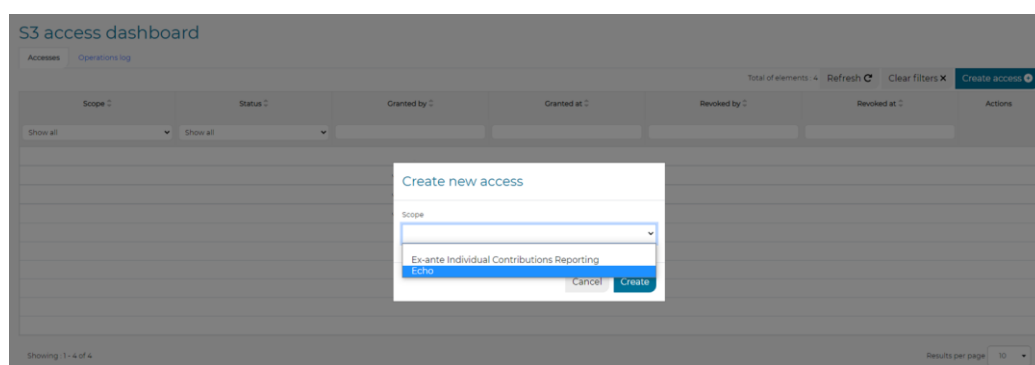 S3 access dashboard
Accesses Operations log
Total of elements: 4 Refresh Clear filters Create access
Scope Status Granted by Granted at Revoked by Revoked at Actions
Show all Show all
Create new access
Scope
Ex-ante Individual Contributions Reporting
Echo
Cancel Create
Showing : 1 - 4 of 4 Results per page 10